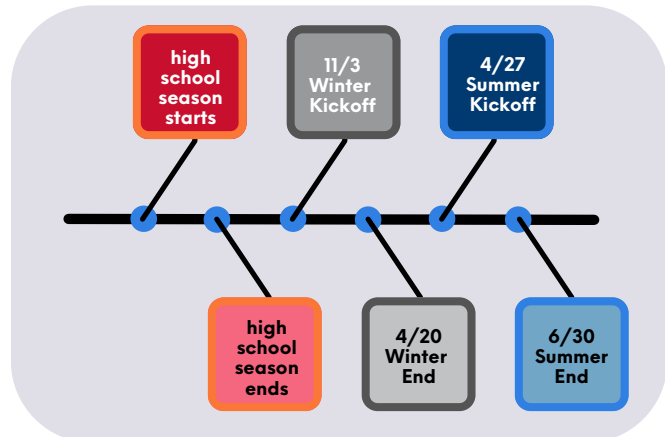 high
school
season
starts
11/3
Winter
Kickoff
4/27
Summer
Kickoff
high
school
season
ends
4/20
Winter
End
6/30
Summer
End